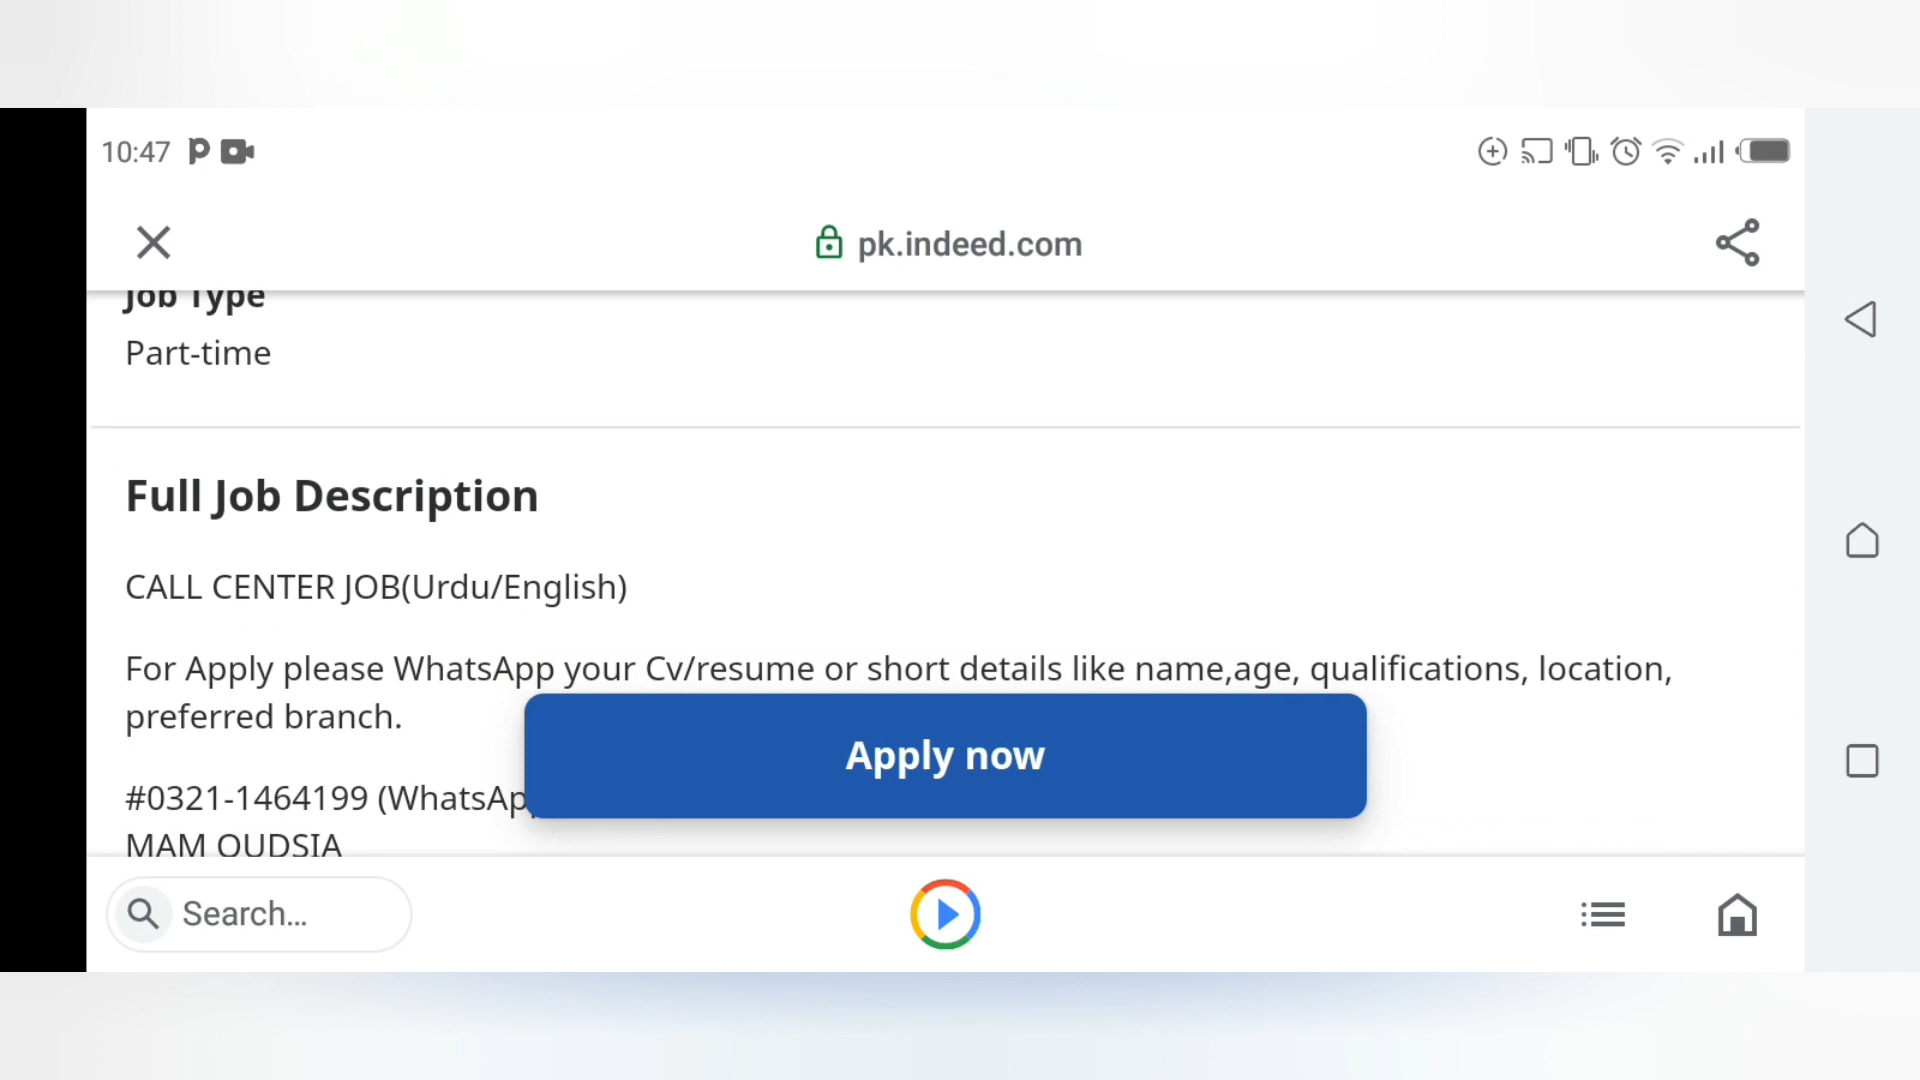 10:47
pk.indeed.com
Job Type
Part-time
Full Job Description
CALL CENTER JOB(Urdu/English)
For Apply please WhatsApp your Cv/resume or short details like name,age, qualifications, location,
preferred branch.
Apply now
#0321-1464199 (WhatsAp
MAM QUDSIA
Search...